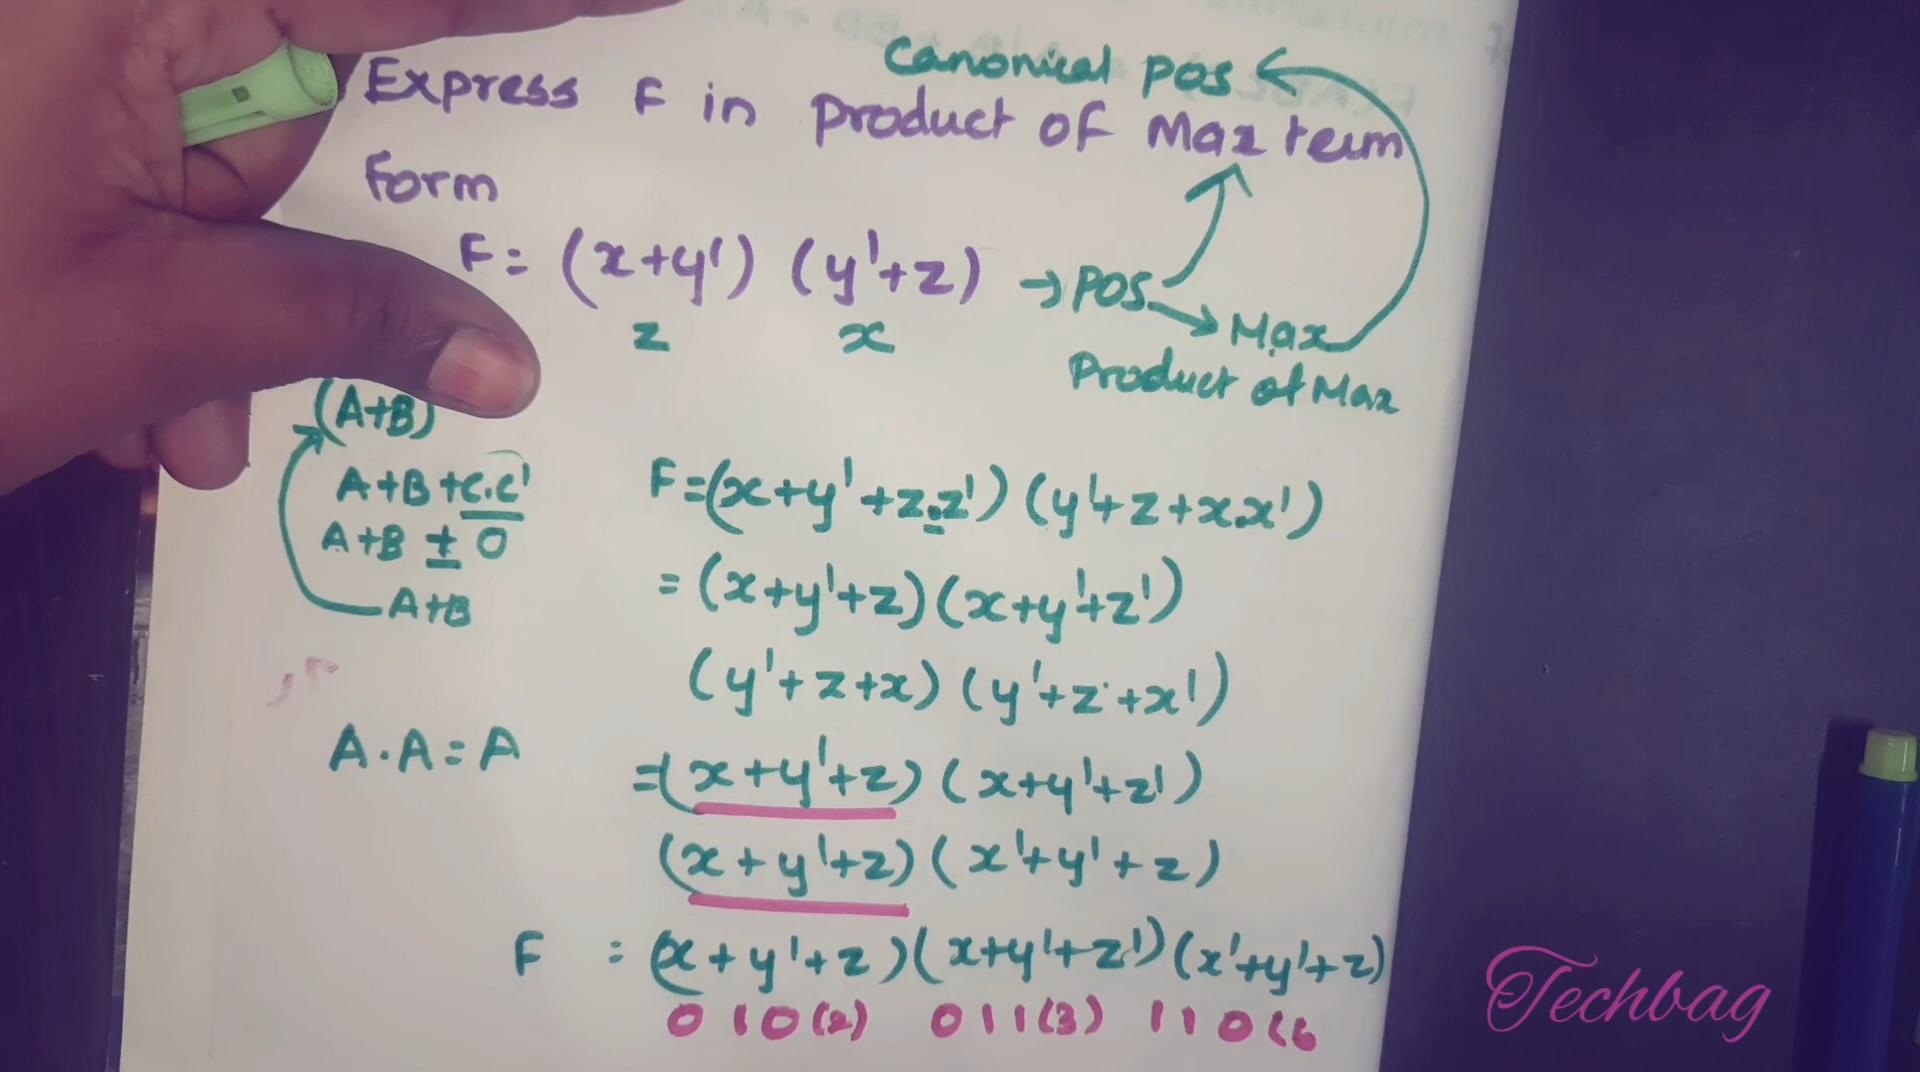 Canonical POS
Express F in product of Max term
Form
F = (x+y') (y'+z) → POS
z x
Max
Product of Max
(A+B)
A+B+C.C'
A+B + 0
A+B
F=(x+y'+z.z') (y'+z+x.x')
= (x+y'+z)(x+y'+z')
(y'+z+x) (y'+z+x')
A.A=A
=(x+y'+z) (x+y'+z')
(x+y'+z) (x'+y'+z)
F = (x+y'+z)(x+y'+z')(x'+y'+z)
010(2) 011(3) 110(6
Techbag